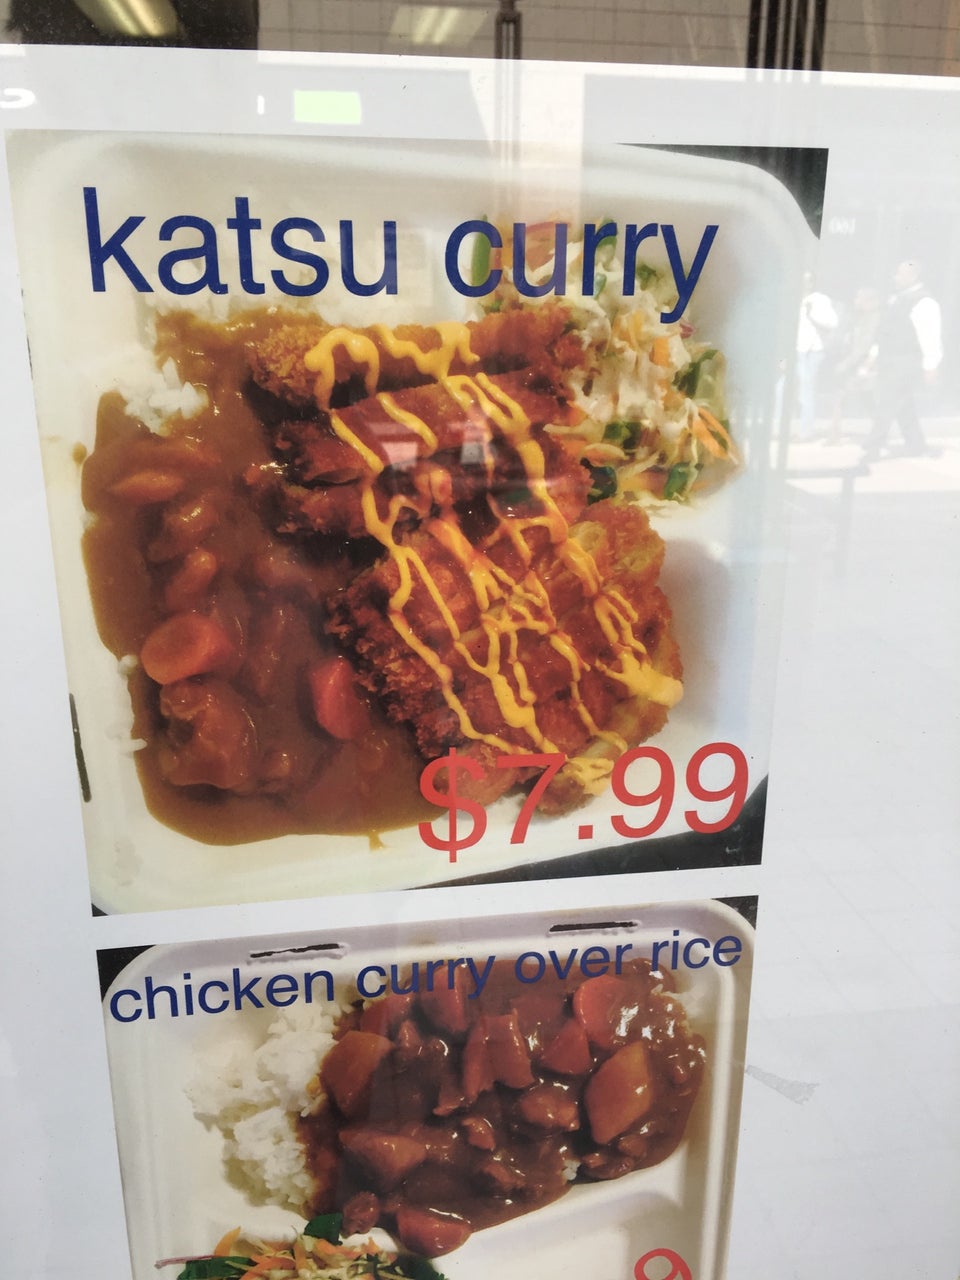 katsu curry
$7.99
chicken curry over rice